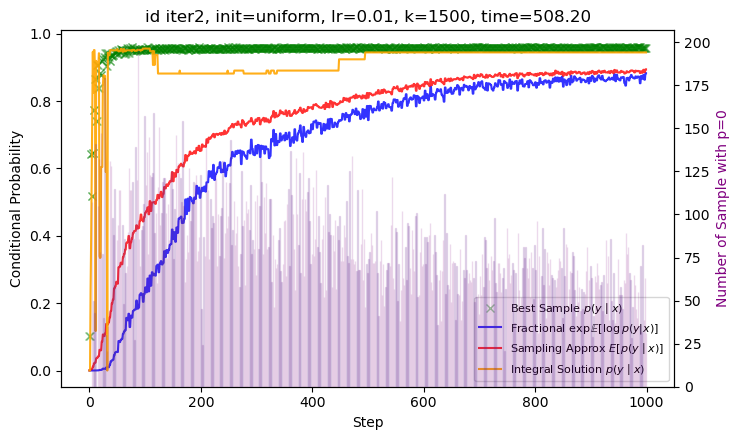 id iter2, init=uniform, lr=0.01, k=1500, time=508.20
Conditional Probability
1.0
0.8
0.6
0.4
0.2
0.0
200
175
150
125
100
75
50
25
0
Number of Sample with p=0
Best Sample p(y | x)
Fractional exp𝔼[log p(y|x)]
Sampling Approx E[p(y | x)]
Integral Solution p(y | x)
0
200
400
600
800
1000
Step